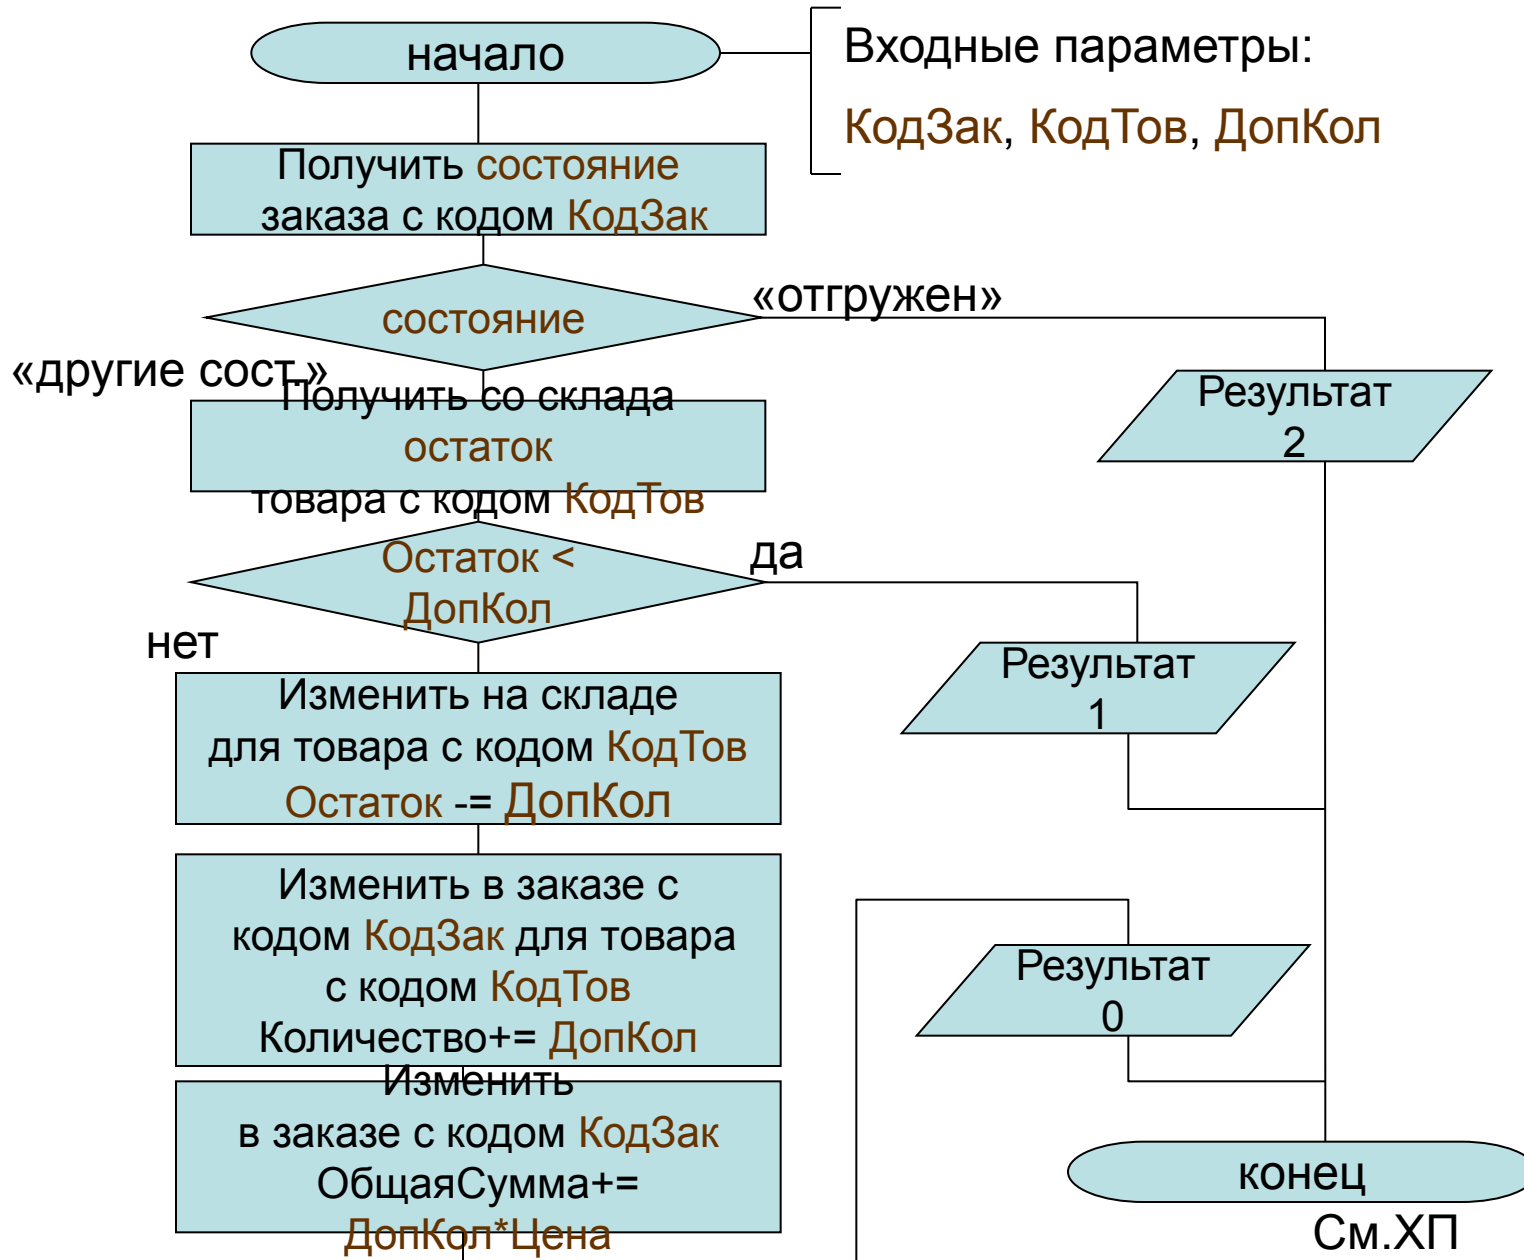 начало
Входные параметры:
КодЗак, КодТов, ДопКол
Получить состояние
заказа с кодом КодЗак
состояние
«отгружен»
«другие сост.»
Получить со склада
остаток
товара с кодом КодТов
Результат
2
Остаток <
ДопКол
да
нет
Результат
1
Изменить на складе
для товара с кодом КодТов
Остаток -= ДопКол
Изменить в заказе с
кодом КодЗак для товара
с кодом КодТов
Количество+= ДопКол
Результат
0
Изменить
в заказе с кодом КодЗак
ОбщаяСумма+=
ДопКол*Цена
конец
См.ХП